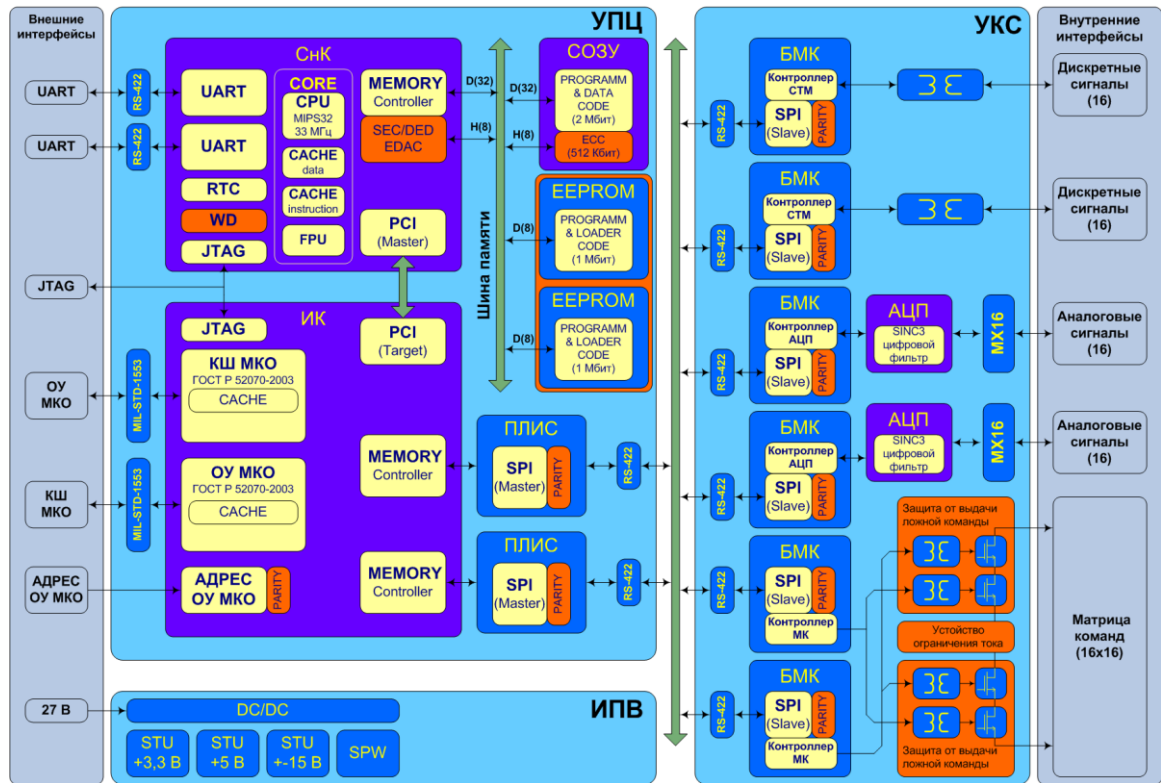 Внешние
интерфейсы
UART
UART
JTAG
ОУ
МКО
КШ
МКО
АДРЕС
ОУ МКО
27 В
RS-422
RS-422
MIL-STD-1553
MIL-STD-1553
УПЦ
СнК
UART
UART
RTC
WD
JTAG
CORE
CPU
MIPS32
33 МГц
CACHE
data
CACHE
instruction
FPU
MEMORY
Controller
SEC/DED
EDAC
PCI
(Master)
D(32)
H(8)
Шина памяти
D(32)
H(8)
D(8)
D(8)
СОЗУ
PROGRAMM
& DATA
CODE
(2 Мбит)
ECC
(512 Кбит)
EEPROM
PROGRAMM
& LOADER
CODE
(1 Мбит)
EEPROM
PROGRAMM
& LOADER
CODE
(1 Мбит)
ИК
JTAG
PCI
(Target)
КШ МКО
ГОСТ Р 52070-2003
CACHE
ОУ МКО
ГОСТ Р 52070-2003
CACHE
АДРЕС
ОУ МКО
PARITY
MEMORY
Controller
MEMORY
Controller
ПЛИС
SPI
(Master)
PARITY
RS-422
ПЛИС
SPI
(Master)
PARITY
RS-422
ИПВ
DC/DC
STU
+3,3 В
STU
+5 В
STU
+-15 В
SPW
УКС
RS-422
БМК
Контроллер
СТМ
SPI
(Slave)
PARITY
RS-422
БМК
Контроллер
СТМ
SPI
(Slave)
PARITY
RS-422
БМК
Контроллер
АЦП
SPI
(Slave)
PARITY
АЦП
SINC3
цифровой
фильтр
MX16
RS-422
БМК
Контроллер
АЦП
SPI
(Slave)
PARITY
АЦП
SINC3
цифровой
фильтр
MX16
RS-422
БМК
SPI
(Slave)
PARITY
Контроллер
МК
RS-422
БМК
SPI
(Slave)
PARITY
Контроллер
МК
Защита от выдачи
ложной команды
Устойство
ограничения тока
Защита от выдачи
ложной команды
Внутренние
интерфейсы
Дискретные
сигналы
(16)
Дискретные
сигналы
(16)
Аналоговые
сигналы
(16)
Аналоговые
сигналы
(16)
Матрица
команд
(16x16)